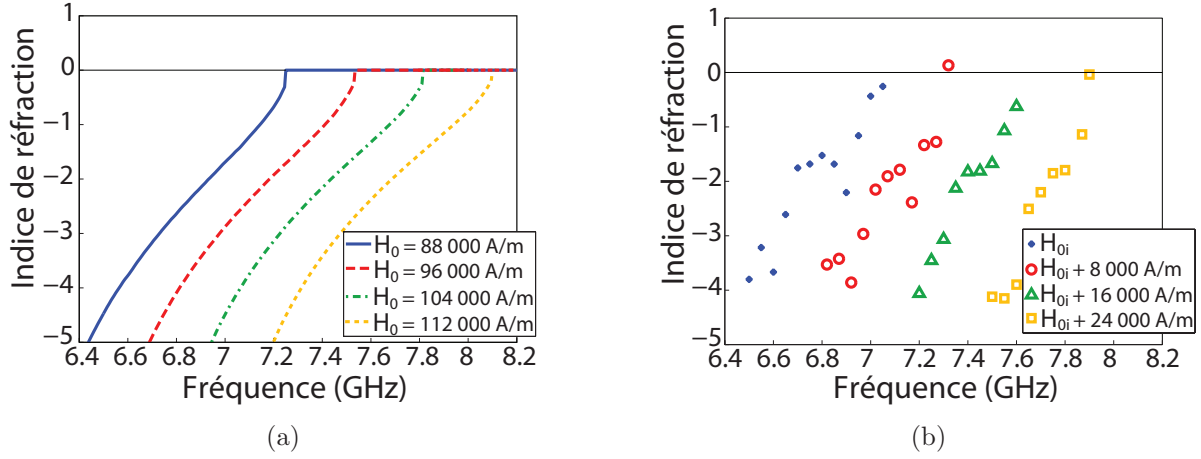 1
0
−1
−2
−3
−4
−5
Indice de réfraction
6.4 6.6 6.8 7 7.2 7.4 7.6 7.8 8 8.2
Fréquence (GHz)
H0 = 88 000 A/m
H0 = 96 000 A/m
H0 = 104 000 A/m
H0 = 112 000 A/m
(a)
1
0
−1
−2
−3
−4
−5
Indice de réfraction
6.4 6.6 6.8 7 7.2 7.4 7.6 7.8 8 8.2
Fréquence (GHz)
H0i
H0i + 8 000 A/m
H0i + 16 000 A/m
H0i + 24 000 A/m
(b)